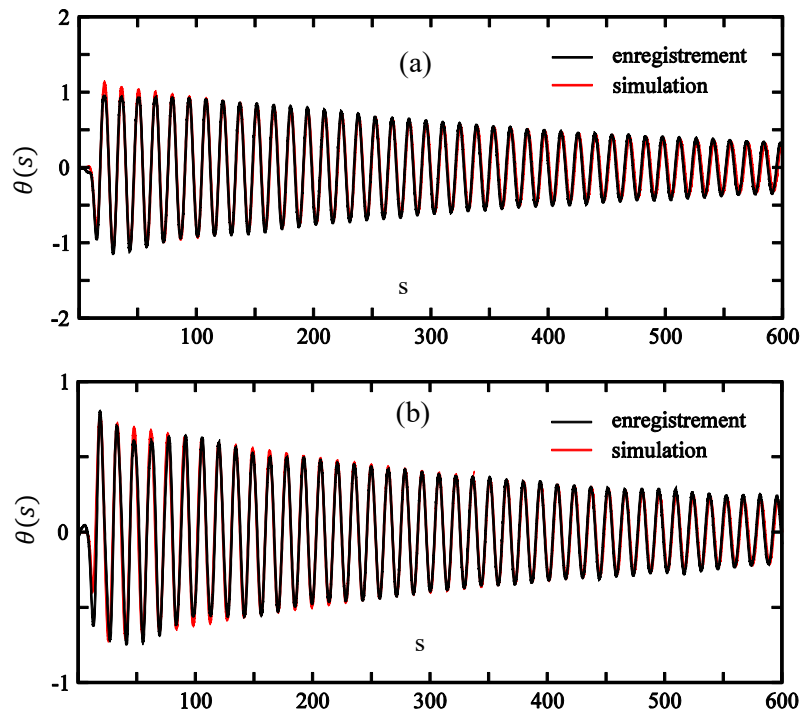 2
(a)
enregistrement
simulation
1
θ(s)
0
-1
s
-2
100 200 300 400 500 600
1
(b)
enregistrement
simulation
θ(s)
0
s
-1
100 200 300 400 500 600